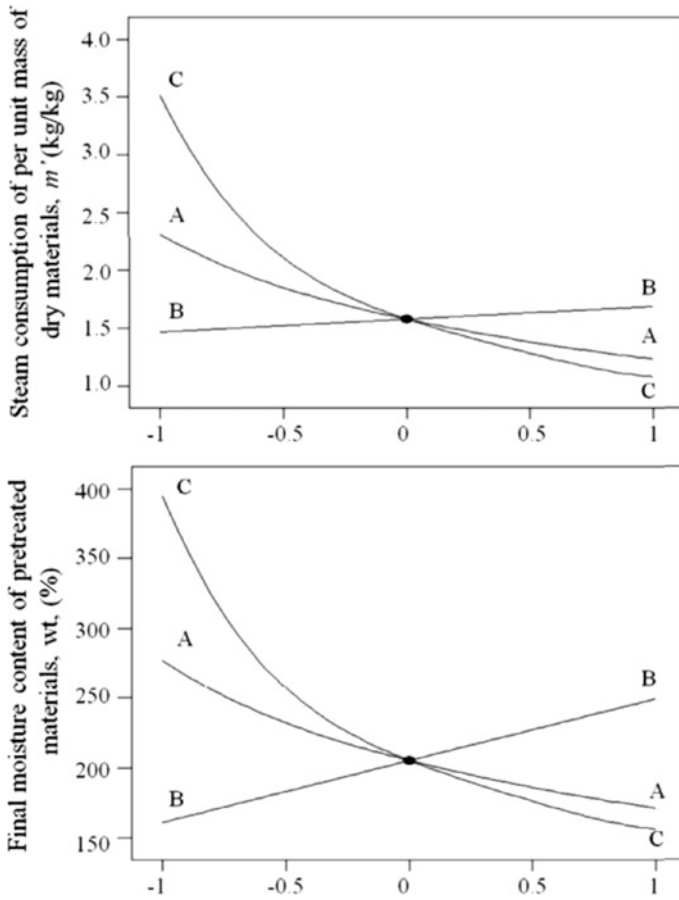 Steam consumption of per unit mass of
dry materials, m′(kg/kg)
4.0
3.5
3.0
2.5
2.0
1.5
1.0
C
A
B
B
A
C
-1
-0.5
0
0.5
1
Final moisture content of pretreated
materials, wt, (%)
400
350
300
250
200
150
C
A
B
B
A
C
-1
-0.5
0
0.5
1